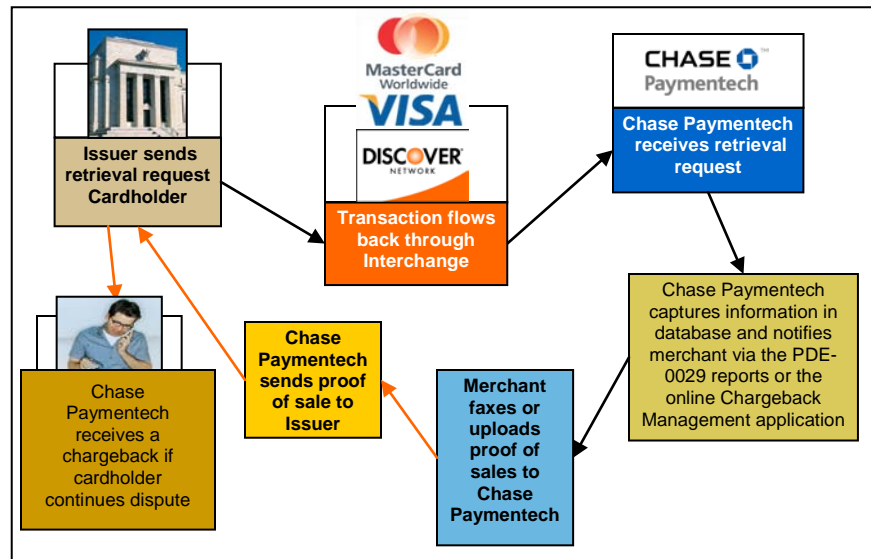 Issuer sends
retrieval request
Cardholder
MasterCard
Worldwide
VISA
DISCOVER
NETWORK
Transaction flows
back through
Interchange
CHASE ™
Paymentech
Chase Paymentech
receives retrieval
request
Chase Paymentech
captures information in
database and notifies
merchant via the PDE-
0029 reports or the
online Chargeback
Management application
Merchant
faxes or
uploads
proof of
sales to
Chase
Paymentech
Chase
Paymentech
sends proof
of sale to
Issuer
Chase
Paymentech
receives a
chargeback if
cardholder
continues dispute